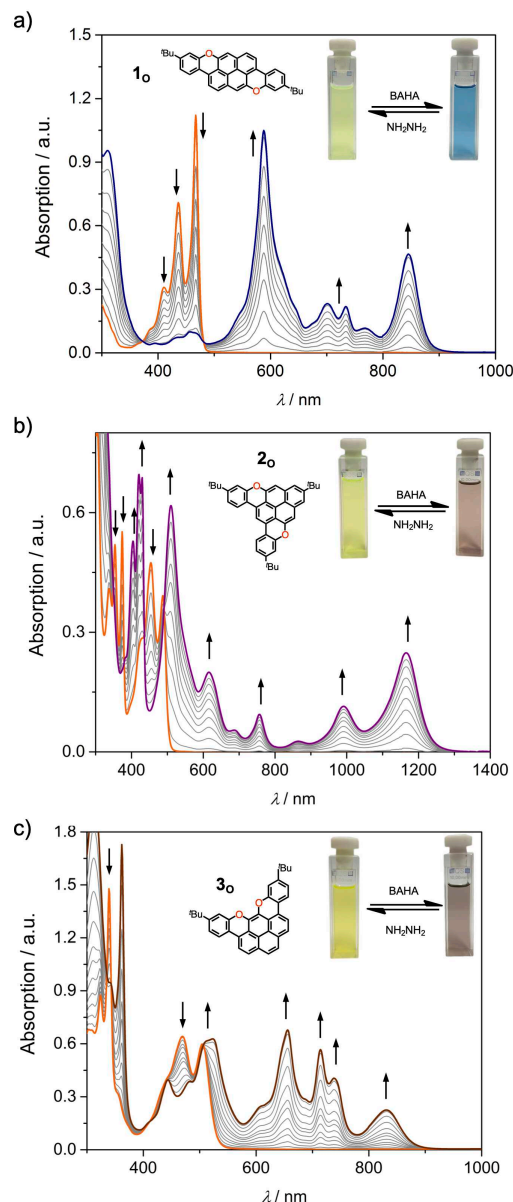 a)
1.5
1.2
0.9
0.6
0.3
0.0
Absorption / a.u.
1O
tBu
O
O
tBu
BAHA
NH2NH2
400
600
800
1000
λ / nm
b)
0.6
0.3
0.0
Absorption / a.u.
2O
tBu
O
tBu
O
tBu
BAHA
NH2NH2
400
600
800
1000
1200
1400
λ / nm
c)
1.8
1.5
1.2
0.9
0.6
0.3
0.0
Absorption / a.u.
3O
tBu
O
O
tBu
BAHA
NH2NH2
400
600
800
1000
λ / nm